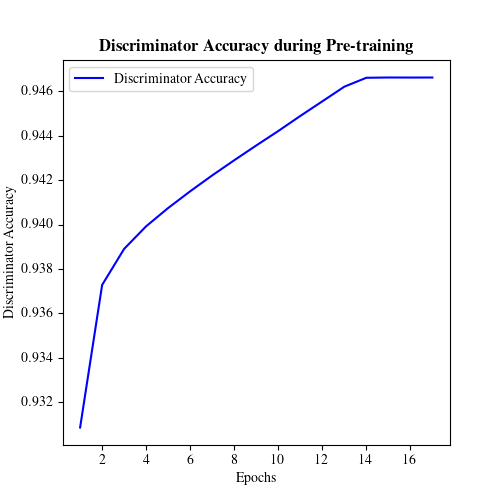 Discriminator Accuracy during Pre-training
Discriminator Accuracy
0.946
0.944
0.942
0.940
0.938
0.936
0.934
0.932
Discriminator Accuracy
2 4 6 8 10 12 14 16
Epochs